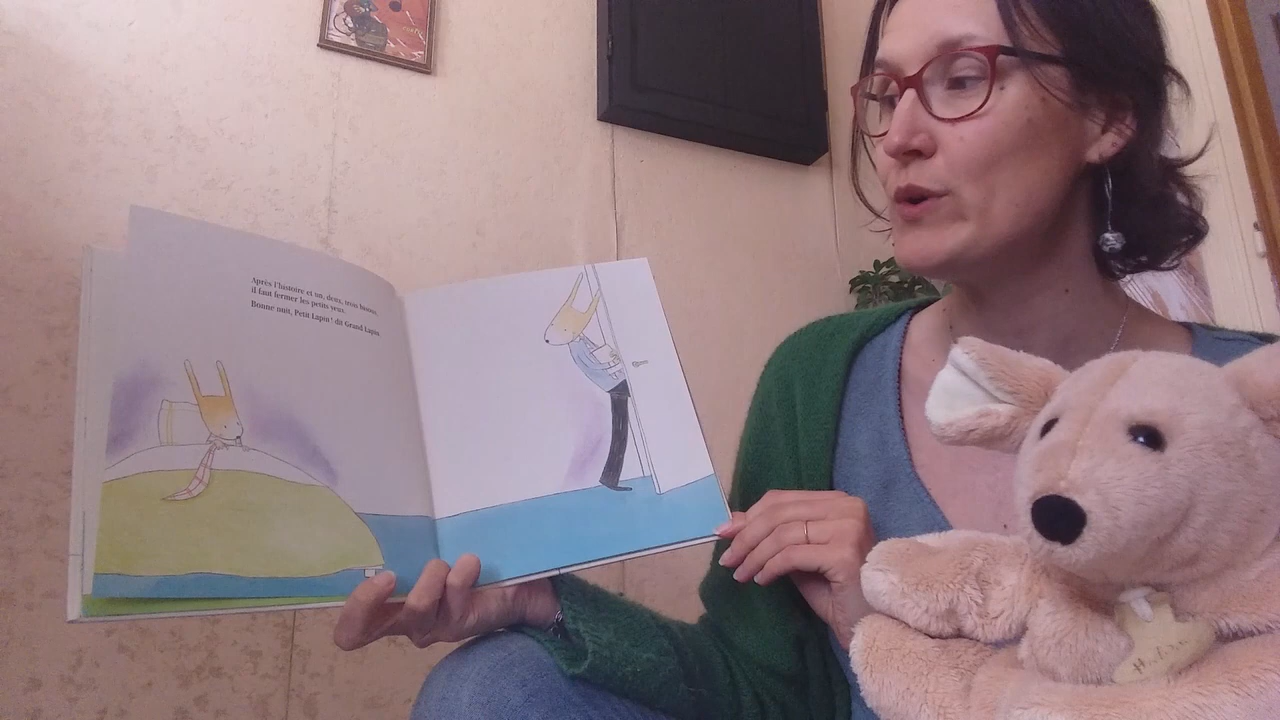 Après l'histoire et un, deux, trois bisous,
il faut fermer les petits yeux.
Bonne nuit, Petit Lapin ! dit Grand Lapin.